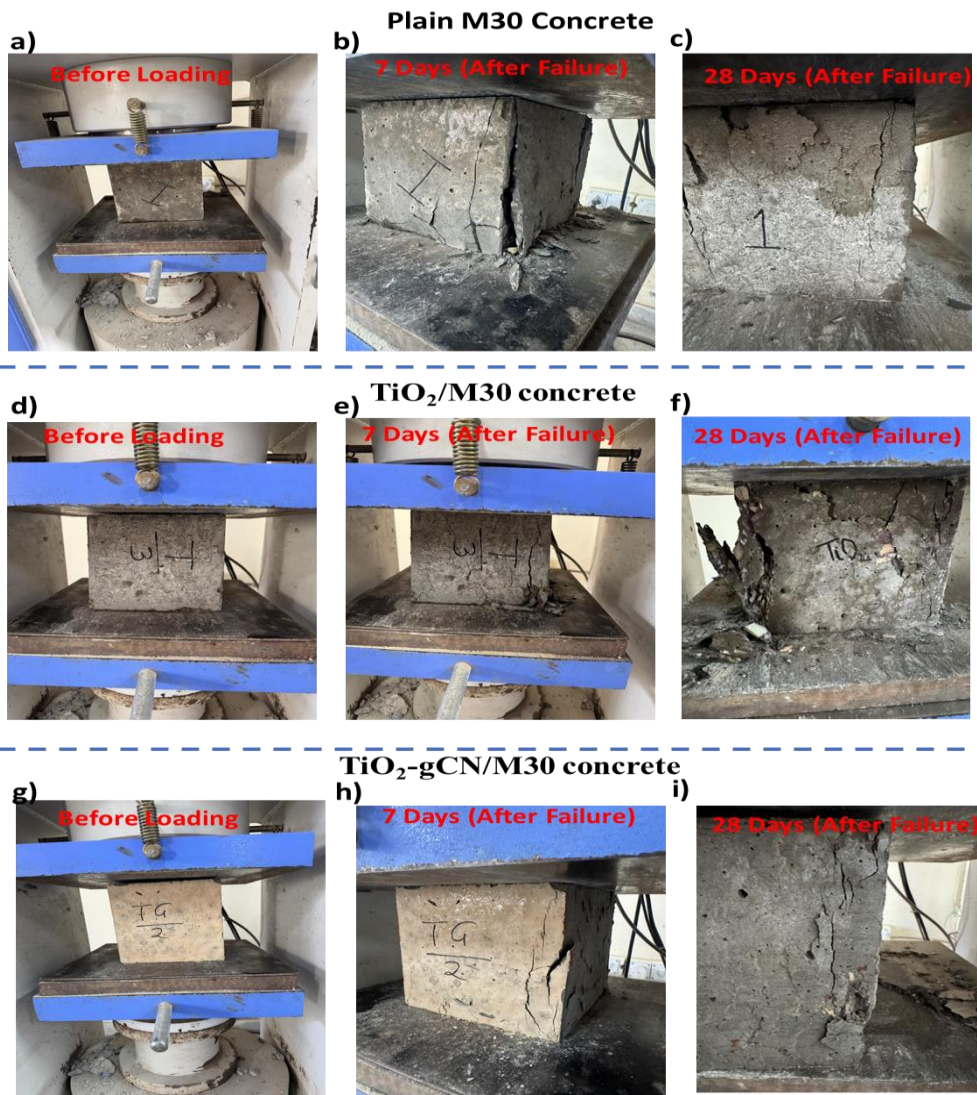 Plain M30 Concrete
a)
b)
c)
Before Loading
7 Days (After Failure)
28 Days (After Failure)
1
TiO₂/M30 concrete
d)
e)
f)
Before Loading
7 Days (After Failure)
28 Days (After Failure)
T
3
T
3
TiO₂
TiO₂-gCN/M30 concrete
g)
h)
i)
Before Loading
7 Days (After Failure)
28 Days (After Failure)
TG
2
TG
2